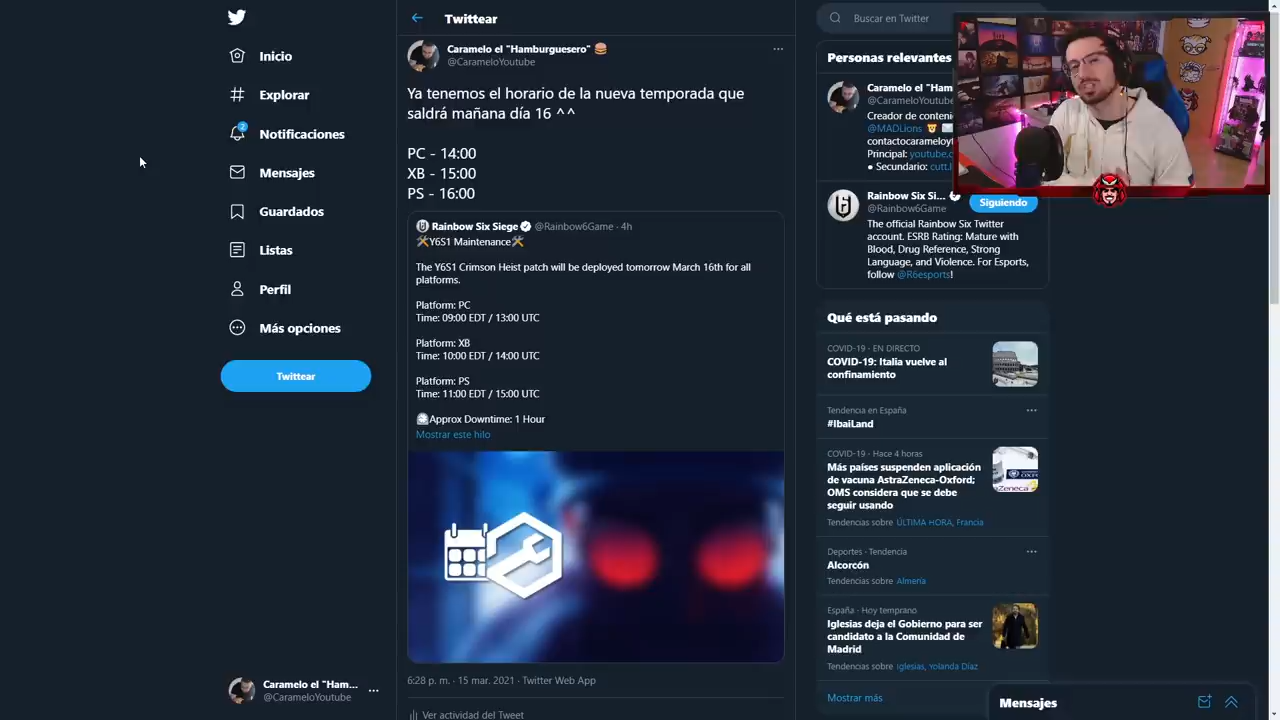 Inicio
Explorar
2
Notificaciones
Mensajes
Guardados
Listas
Perfil
Más opciones
Twittear
Caramelo el "Ham...
@CarameloYoutube
Twittear
Caramelo el "Hamburguesero" 🍔
@CarameloYoutube
Ya tenemos el horario de la nueva temporada que
saldrá mañana día 16 ^^
PC - 14:00
XB - 15:00
PS - 16:00
Rainbow Six Siege @Rainbow6Game · 4h
🛠Y6S1 Maintenance🛠
The Y6S1 Crimson Heist patch will be deployed tomorrow March 16th for all
platforms.
Platform: PC
Time: 09:00 EDT / 13:00 UTC
Platform: XB
Time: 10:00 EDT / 14:00 UTC
Platform: PS
Time: 11:00 EDT / 15:00 UTC
Approx Downtime: 1 Hour
Mostrar este hilo
6:28 p. m. · 15 mar. 2021 · Twitter Web App
Ver actividad del Tweet
Buscar en Twitter
Personas relevantes
Caramelo el "Hamb
@CarameloYoutube
Creador de conteni
@MADLions
contactocarameloy
Principal: youtube.c
● Secundario: cutt.l
Rainbow Six Si...
@Rainbow6Game
Siguiendo
The official Rainbow Six Twitter
account. ESRB Rating: Mature with
Blood, Drug Reference, Strong
Language, and Violence. For Esports,
follow @R6esports!
Qué está pasando
COVID-19 · EN DIRECTO
COVID-19: Italia vuelve al
confinamiento
Tendencia en España
#IbaiLand
COVID-19 · Hace 4 horas
Más países suspenden aplicación
de vacuna AstraZeneca-Oxford;
OMS considera que se debe
seguir usando
Tendencias sobre ÚLTIMA HORA, Francia
Deportes · Tendencia
Alcorcón
Tendencias sobre Almería
España · Hoy temprano
Iglesias deja el Gobierno para ser
candidato a la Comunidad de
Madrid
Tendencias sobre Iglesias, Yolanda Díaz
Mostrar más
Mensajes